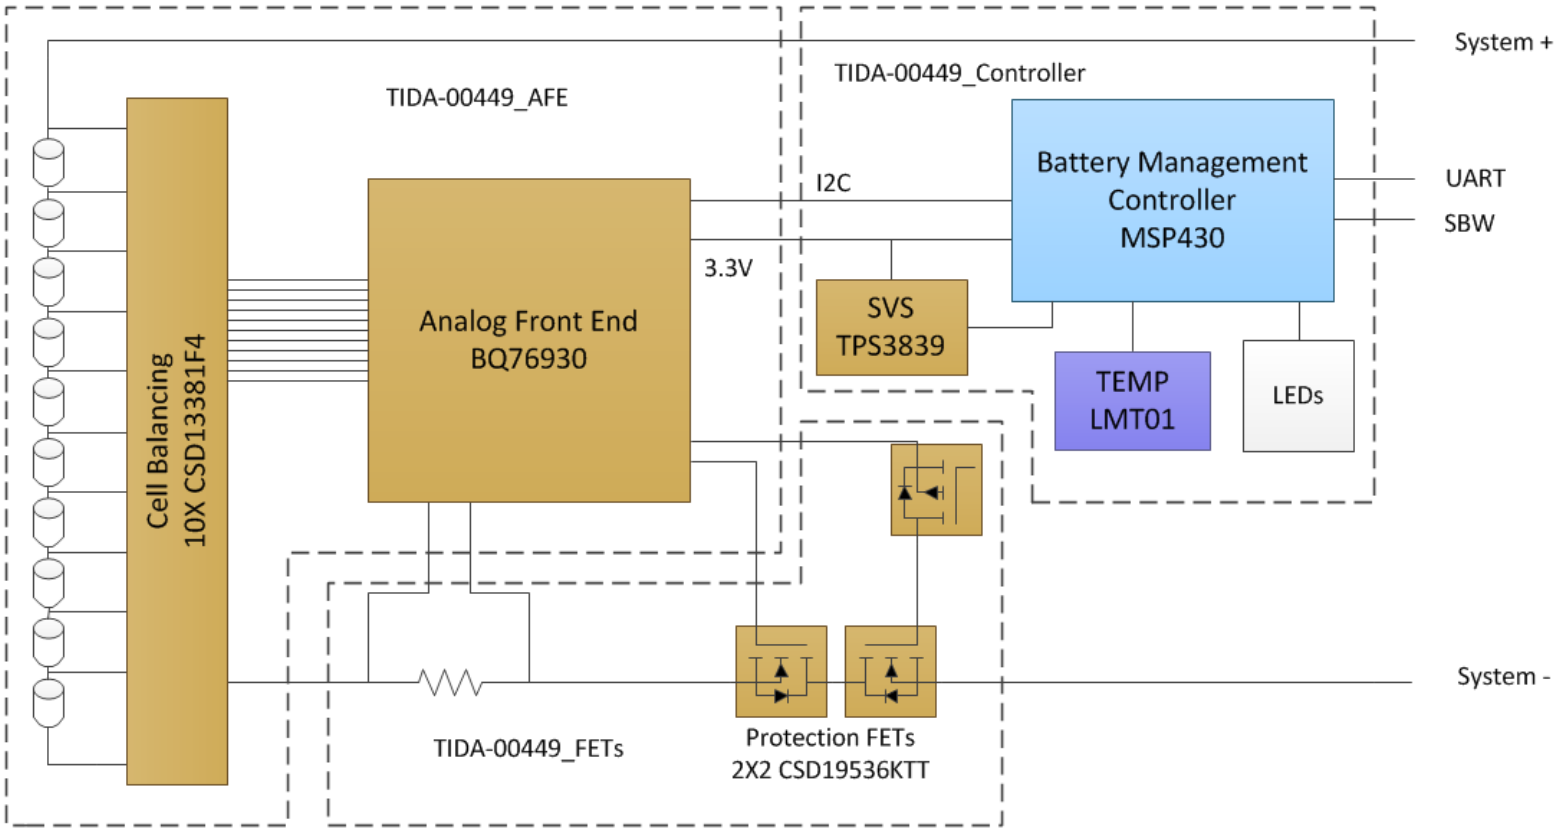 System +
TIDA-00449_Controller
TIDA-00449_AFE
Battery Management
Controller
MSP430
I2C
UART
SBW
3.3V
SVS
TPS3839
Analog Front End
BQ76930
Cell Balancing
10X CSD13381F4
TEMP
LMT01
LEDs
System -
TIDA-00449_FETs
Protection FETs
2X2 CSD19536KTT